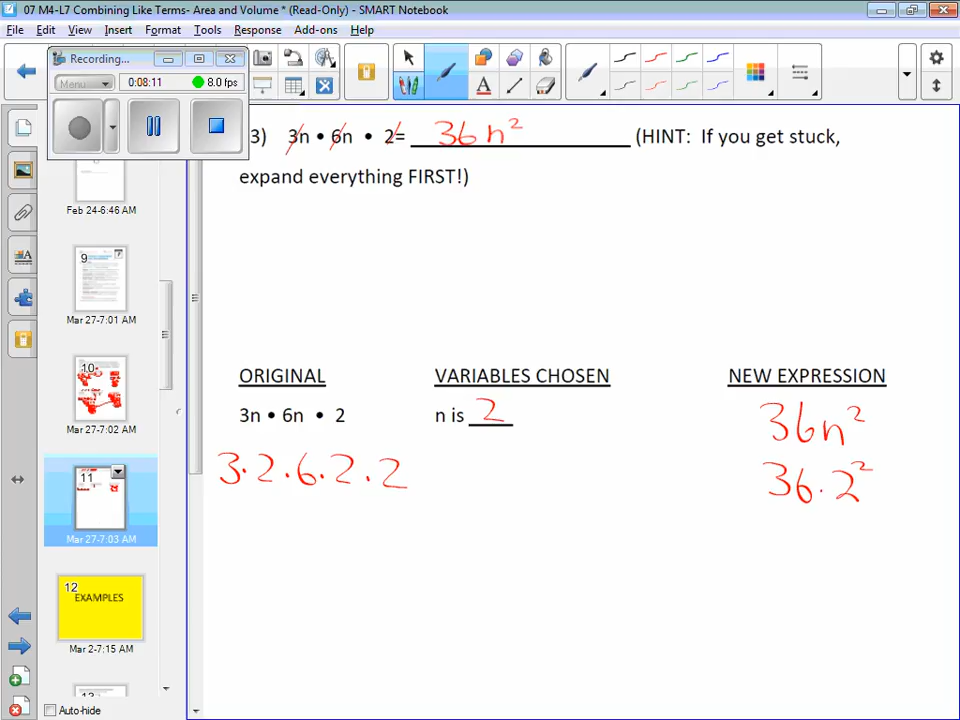 07 M4-L7 Combining Like Terms- Area and Volume * (Read-Only) - SMART Notebook
File Edit View Insert Format Tools Response Add-ons Help
Recording...
Menu 0:08:11 8.0 fps
3) 3n • 6n • 2= 36n² (HINT: If you get stuck,
expand everything FIRST!)
Feb 24-6:46 AM
9
Mar 27-7:01 AM
10
Mar 27-7:02 AM
11
Mar 27-7:03 AM
12
EXAMPLES
Mar 2-7:15 AM
13
Auto-hide
ORIGINAL VARIABLES CHOSEN NEW EXPRESSION
3n • 6n • 2 n is 2 36n²
3·2·6·2·2 36·2²